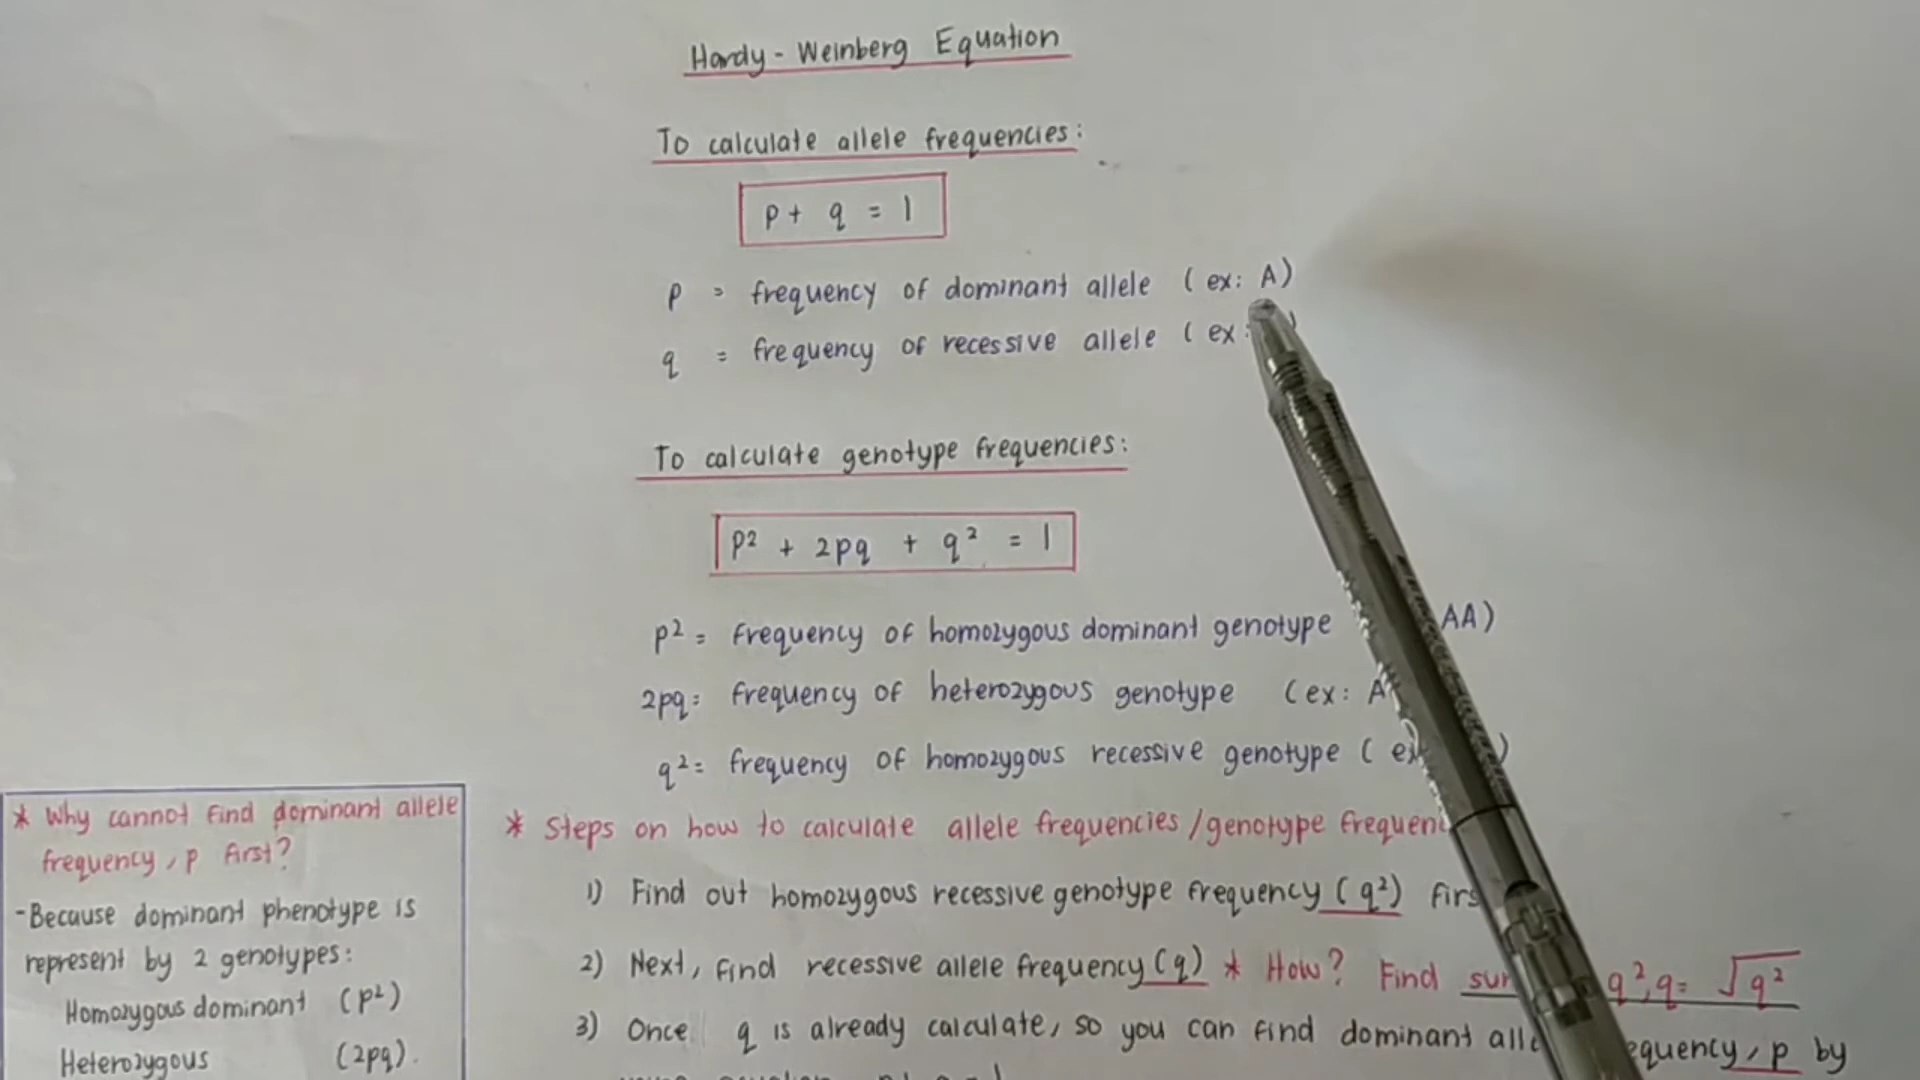 Hardy - Weinberg Equation
To calculate allele frequencies:
p + q = 1
p = frequency of dominant allele (ex: A)
q = frequency of recessive allele (ex: )
To calculate genotype frequencies:
p² + 2pq + q² = 1
p² = frequency of homozygous dominant genotype AA)
2pq = frequency of heterozygous genotype (ex: A
q² = frequency of homozygous recessive genotype ( )
* Why cannot find dominant allele
frequency, p first?
- Because dominant phenotype is
represent by 2 genotypes:
Homozygous dominant (p²)
Heterozygous (2pq).
* Steps on how to calculate allele frequencies / genotype
1) Find out homozygous recessive genotype frequency (q²)
2) Next, find recessive allele frequency (q) * How? Find q², q = √q²
3) Once q is already calculate, so you can find dominant p by